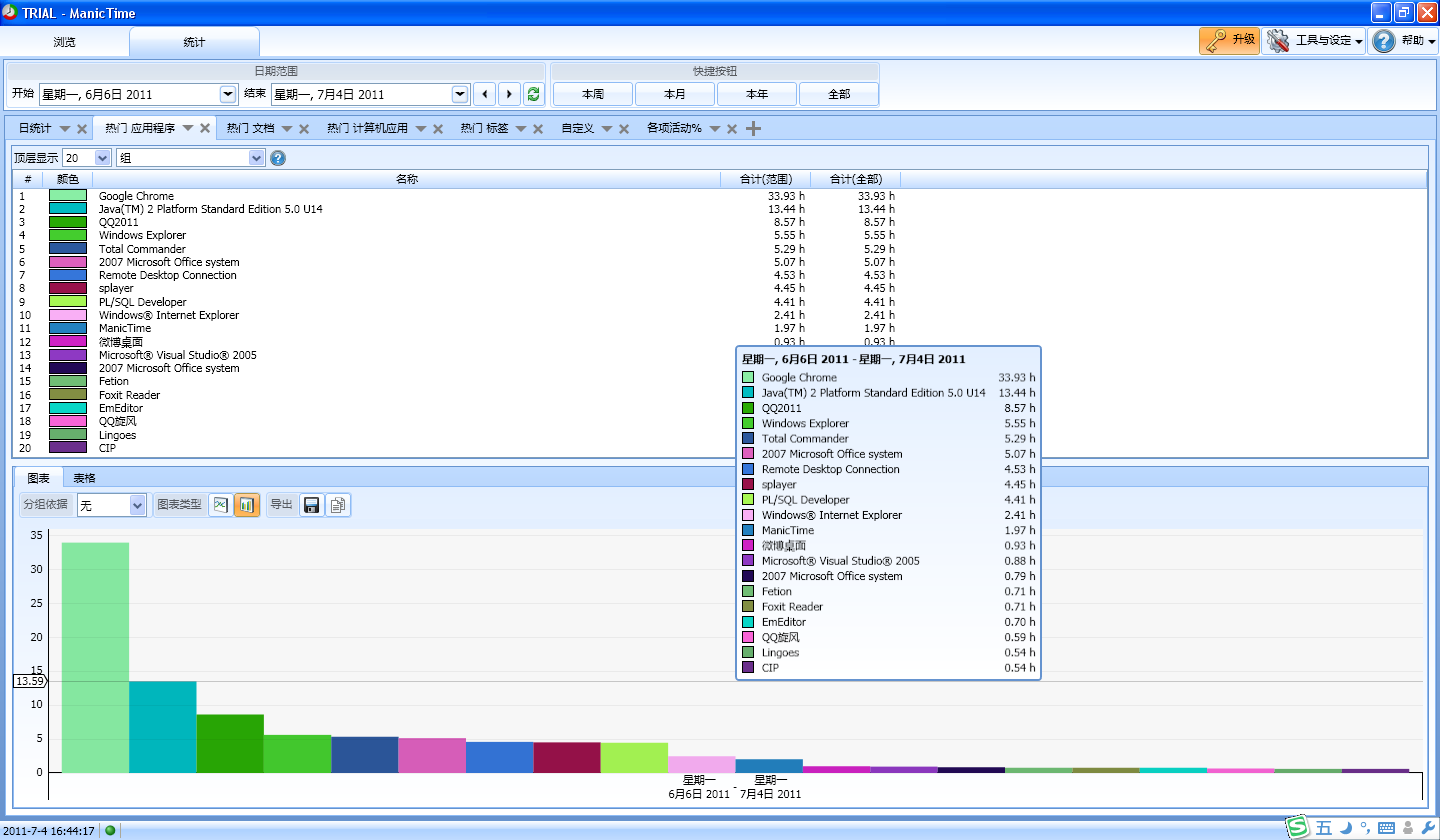 TRIAL - ManicTime
浏览 统计 升级 工具与设定 帮助
日期范围 快捷按钮
开始 星期一, 6月6日 2011 结束 星期一, 7月4日 2011 本周 本月 本年 全部
日统计 热门 应用程序 热门 文档 热门 计算机应用 热门 标签 自定义 各项活动%
顶层显示 20 组
# 颜色 名称 合计(范围) 合计(全部)
1 Google Chrome 33.93 h 33.93 h
2 Java(TM) 2 Platform Standard Edition 5.0 U14 13.44 h 13.44 h
3 QQ2011 8.57 h 8.57 h
4 Windows Explorer 5.55 h 5.55 h
5 Total Commander 5.29 h 5.29 h
6 2007 Microsoft Office system 5.07 h 5.07 h
7 Remote Desktop Connection 4.53 h 4.53 h
8 splayer 4.45 h 4.45 h
9 PL/SQL Developer 4.41 h 4.41 h
10 Windows® Internet Explorer 2.41 h 2.41 h
11 ManicTime 1.97 h 1.97 h
12 微博桌面 0.93 h 0.93 h
13 Microsoft® Visual Studio® 2005
14 2007 Microsoft Office system
15 Fetion
16 Foxit Reader
17 EmEditor
18 QQ旋风
19 Lingoes
20 CIP
星期一, 6月6日 2011 - 星期一, 7月4日 2011
Google Chrome 33.93 h
Java(TM) 2 Platform Standard Edition 5.0 U14 13.44 h
QQ2011 8.57 h
Windows Explorer 5.55 h
Total Commander 5.29 h
2007 Microsoft Office system 5.07 h
Remote Desktop Connection 4.53 h
splayer 4.45 h
PL/SQL Developer 4.41 h
Windows® Internet Explorer 2.41 h
ManicTime 1.97 h
微博桌面 0.93 h
Microsoft® Visual Studio® 2005 0.88 h
2007 Microsoft Office system 0.79 h
Fetion 0.71 h
Foxit Reader 0.71 h
EmEditor 0.70 h
QQ旋风 0.59 h
Lingoes 0.54 h
CIP 0.54 h
图表 表格
分组依据 无 图表类型 导出
35
30
25
20
15
13.59
10
5
0
星期一 - 星期一
6月6日 2011 7月4日 2011
2011-7-4 16:44:17 五